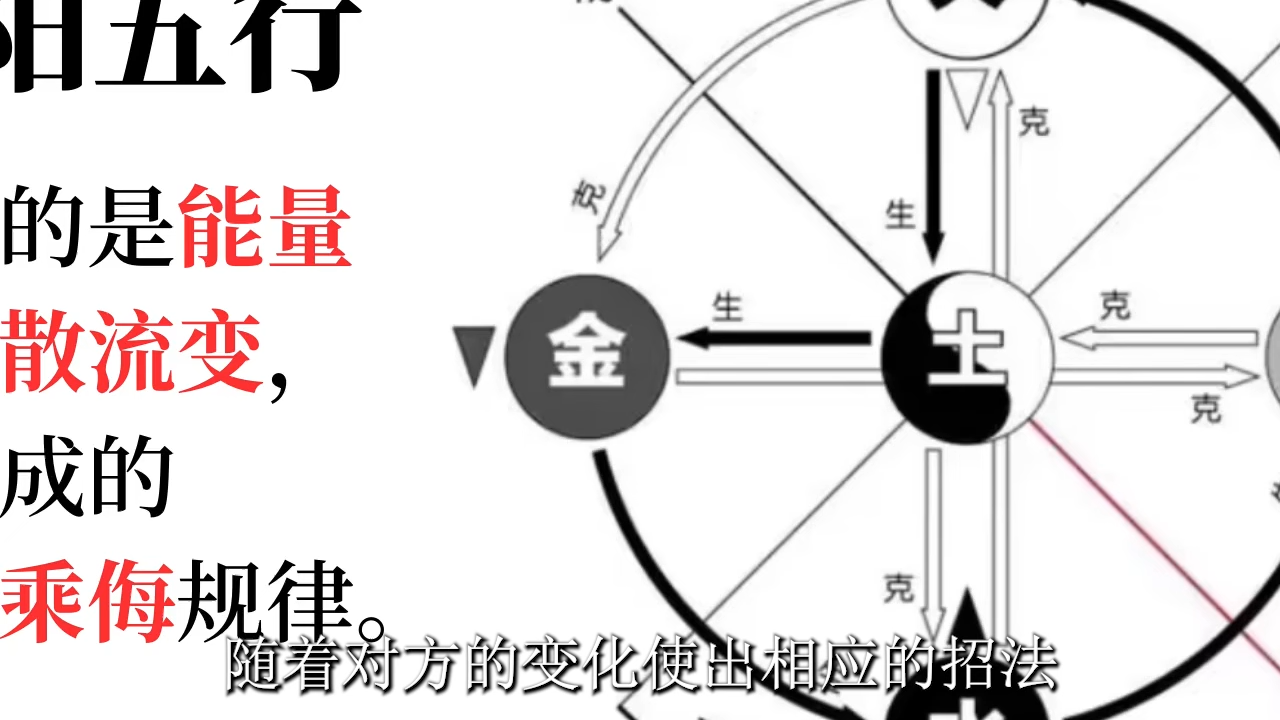 阳五行
的是能量
散流变，
成的
乘侮规律。
克
克
生
生
克
金
土
克
克
随着对方的变化使出相应的招法